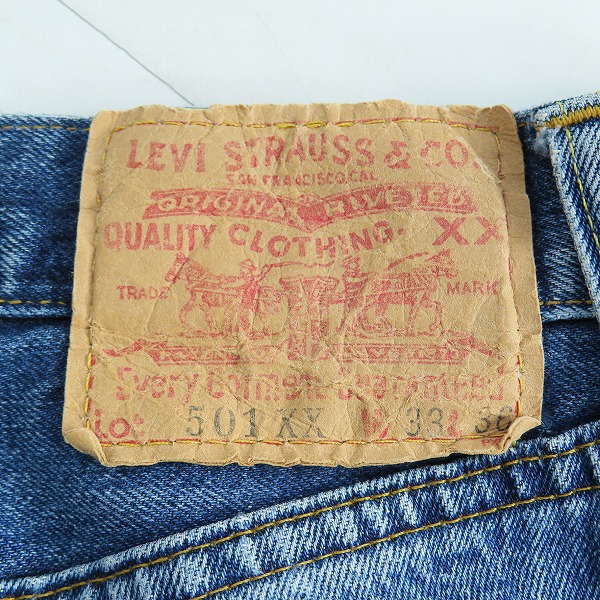 LEVI STRAUSS & CO.
SAN FRANCISCO.CAL.
ORIGINAL RIVETED
QUALITY CLOTHING. XX
TRADE MARK
Every Garment Guaranteed
Lot 501XX W 33 L 36